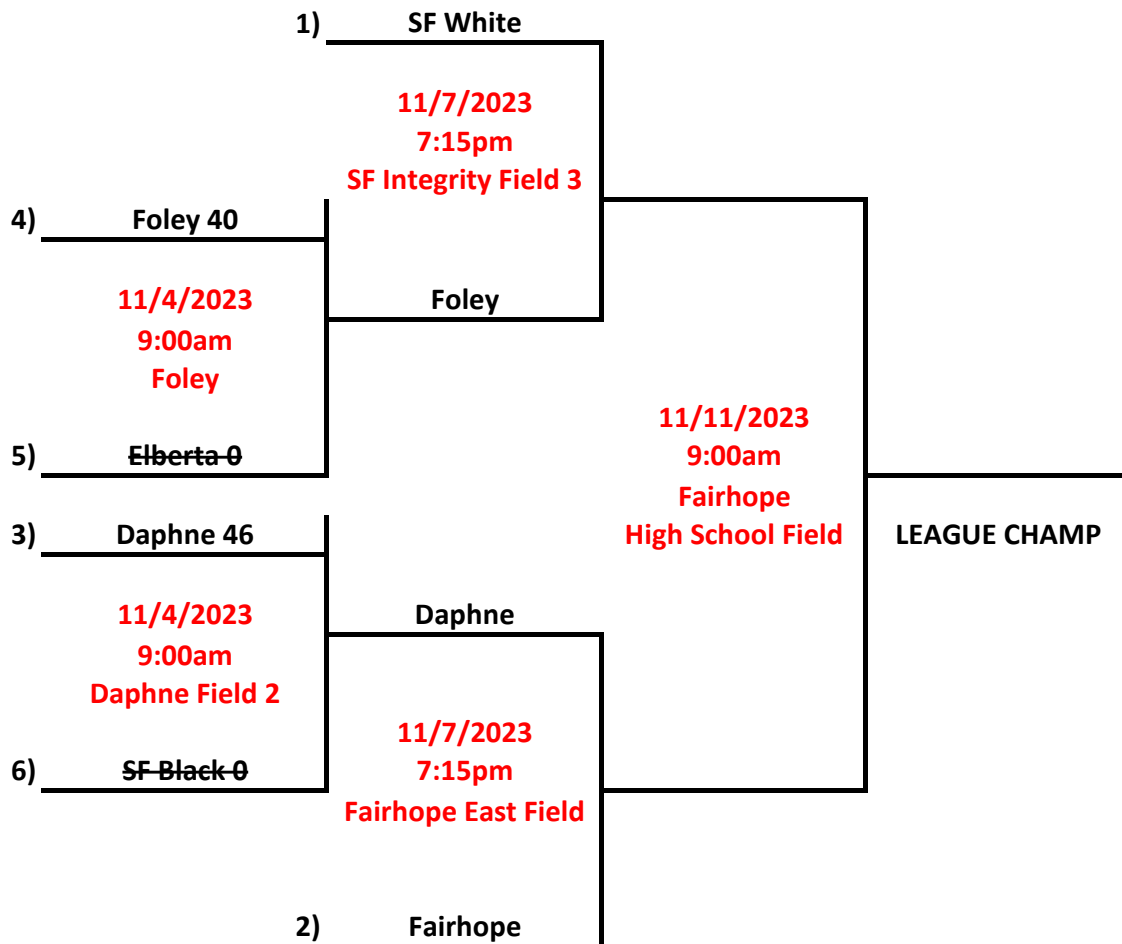 1) SF White
11/7/2023
7:15pm
SF Integrity Field 3
4) Foley 40
11/4/2023
9:00am
Foley
Foley
5) Elberta 0
11/11/2023
9:00am
Fairhope
High School Field
LEAGUE CHAMP
3) Daphne 46
11/4/2023
9:00am
Daphne Field 2
Daphne
6) SF Black 0
11/7/2023
7:15pm
Fairhope East Field
2) Fairhope